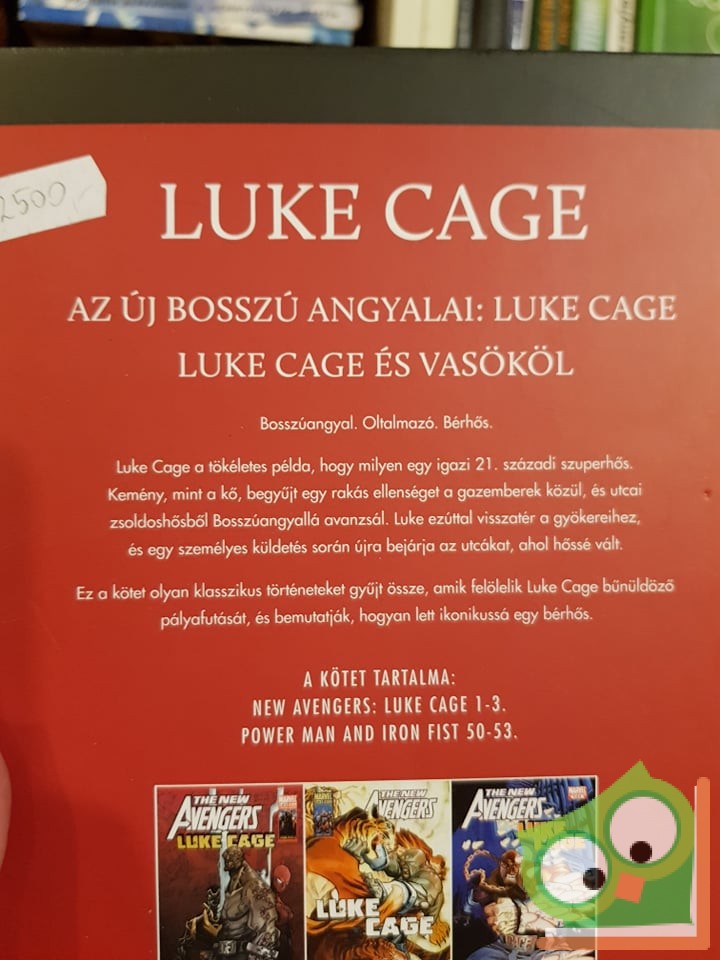 2500,-
LUKE CAGE
AZ ÚJ BOSSZÚ ANGYALAI: LUKE CAGE
LUKE CAGE ÉS VASÖKÖL
Bosszúangyal. Oltalmazó. Bérhős.
Luke Cage a tökéletes példa, hogy milyen egy igazi 21. századi szuperhős.
Kemény, mint a kő, begyűjt egy rakás ellenséget a gazemberek közül, és utcai
zsoldoshősből Bosszúangyallá avanzsál. Luke ezúttal visszatér a gyökereihez,
és egy személyes küldetés során újra bejárja az utcákat, ahol hőssé vált.
Ez a kötet olyan klasszikus történeteket gyűjt össze, amik felölelik Luke Cage bűnüldöző
pályafutását, és bemutatják, hogyan lett ikonikussá egy bérhős.
A KÖTET TARTALMA:
NEW AVENGERS: LUKE CAGE 1-3.
POWER MAN AND IRON FIST 50-53.
THE NEW
AVENGERS
LUKE CAGE
THE NEW
AVENGERS
LUKE
CAGE
THE NEW
AVENGERS
LUKE
CAGE